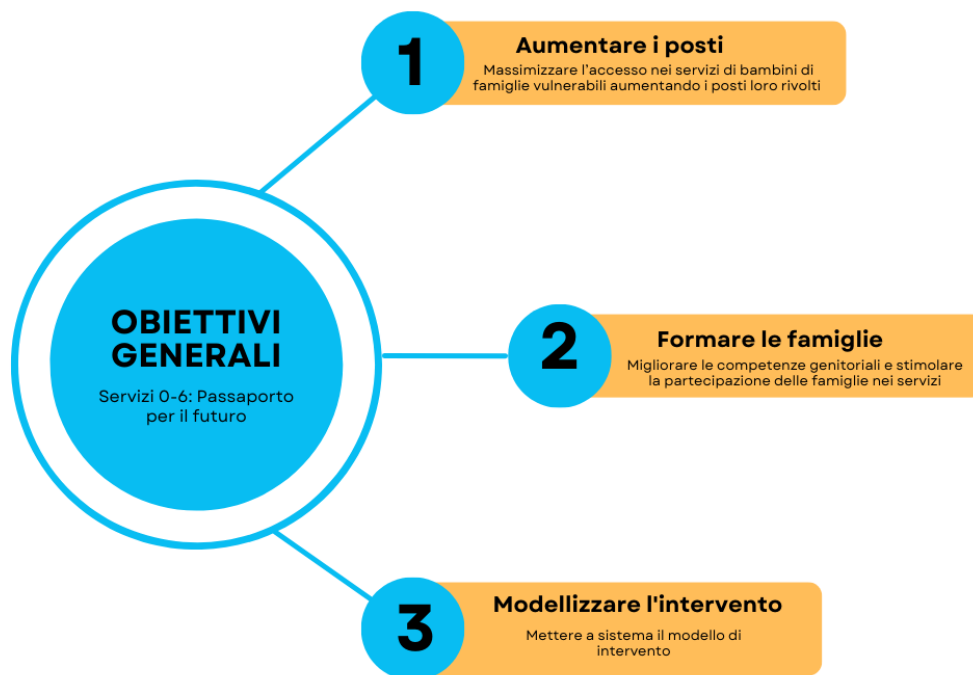 1
Aumentare i posti
Massimizzare l'accesso nei servizi di bambini di
famiglie vulnerabili aumentando i posti loro rivolti
OBIETTIVI
GENERALI
Servizi 0-6: Passaporto
per il futuro
2
Formare le famiglie
Migliorare le competenze genitoriali e stimolare
la partecipazione delle famiglie nei servizi
3
Modellizzare l'intervento
Mettere a sistema il modello di
intervento